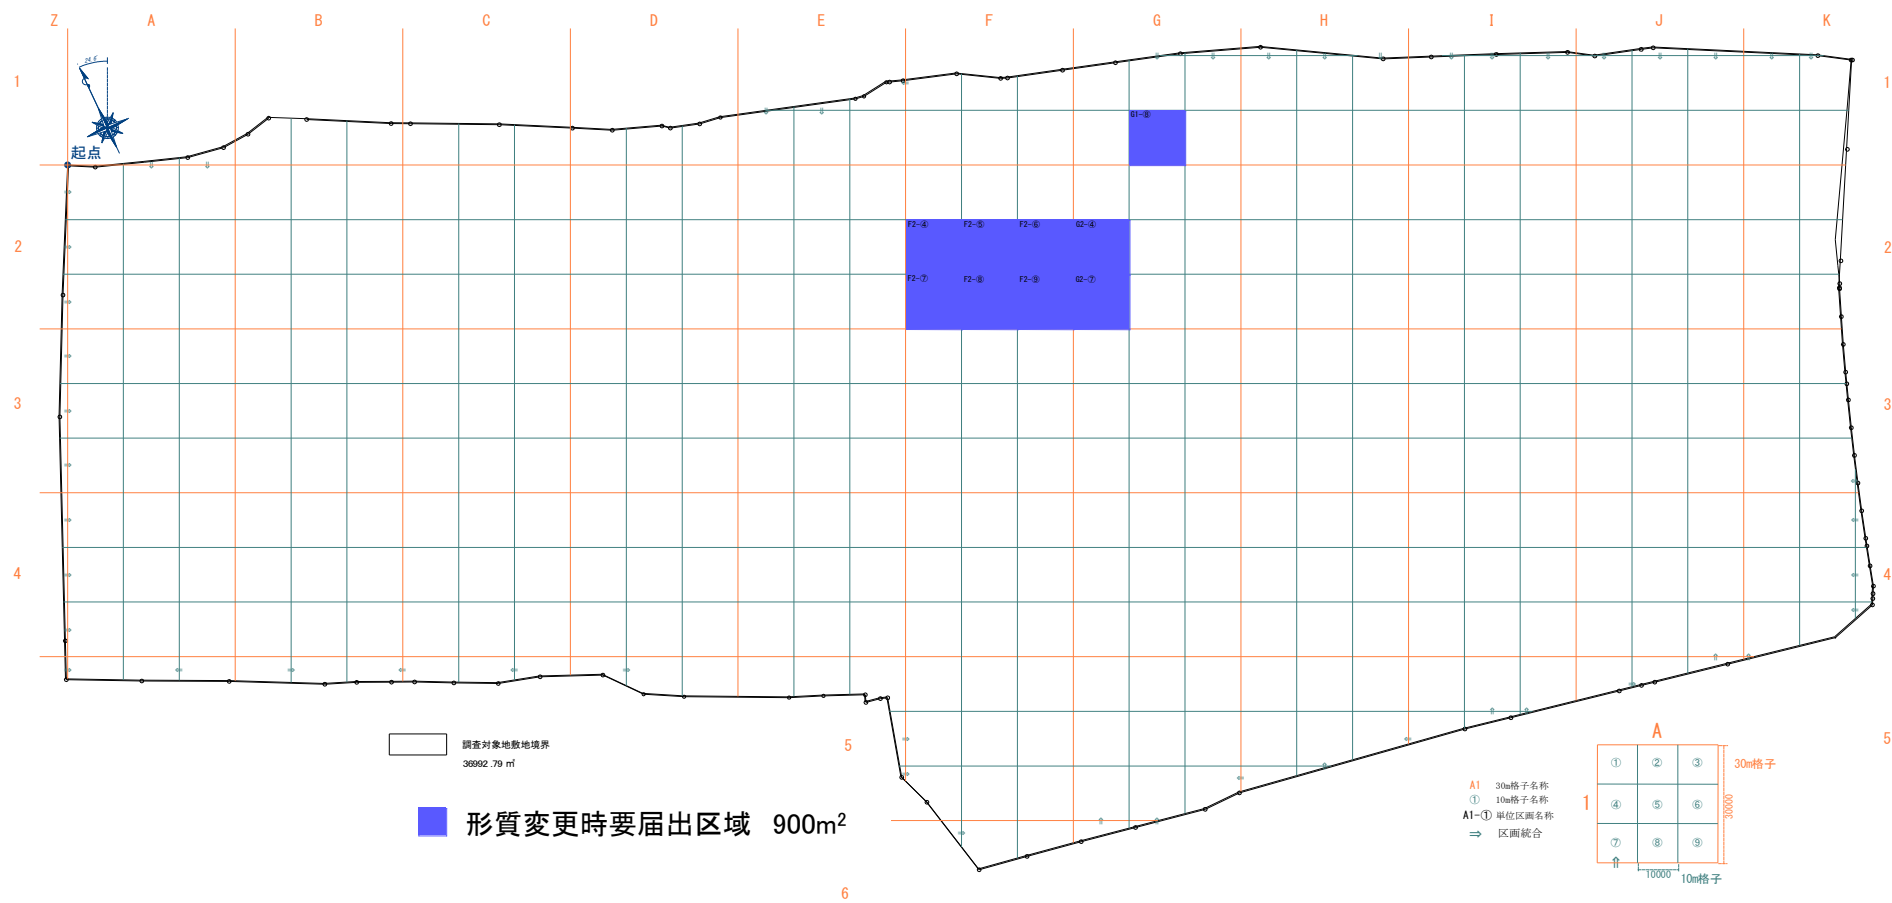 Z A B C D E F G H I J K
24.6°
1 1
起点
G1-⑧
2 2
F2-④ F2-⑤ F2-⑥ G2-④
F2-⑦ F2-⑧ F2-⑨ G2-⑦
3 3
4 4
5 5
6
調査対象地敷地境界
36992.79 ㎡
形質変更時要届出区域 900m²
A1 30m格子名称
① 10m格子名称
A1-① 単位区画名称
⇒ 区画統合
A
1
① ② ③
④ ⑤ ⑥
⑦ ⑧ ⑨
30m格子
30000
10000
10m格子